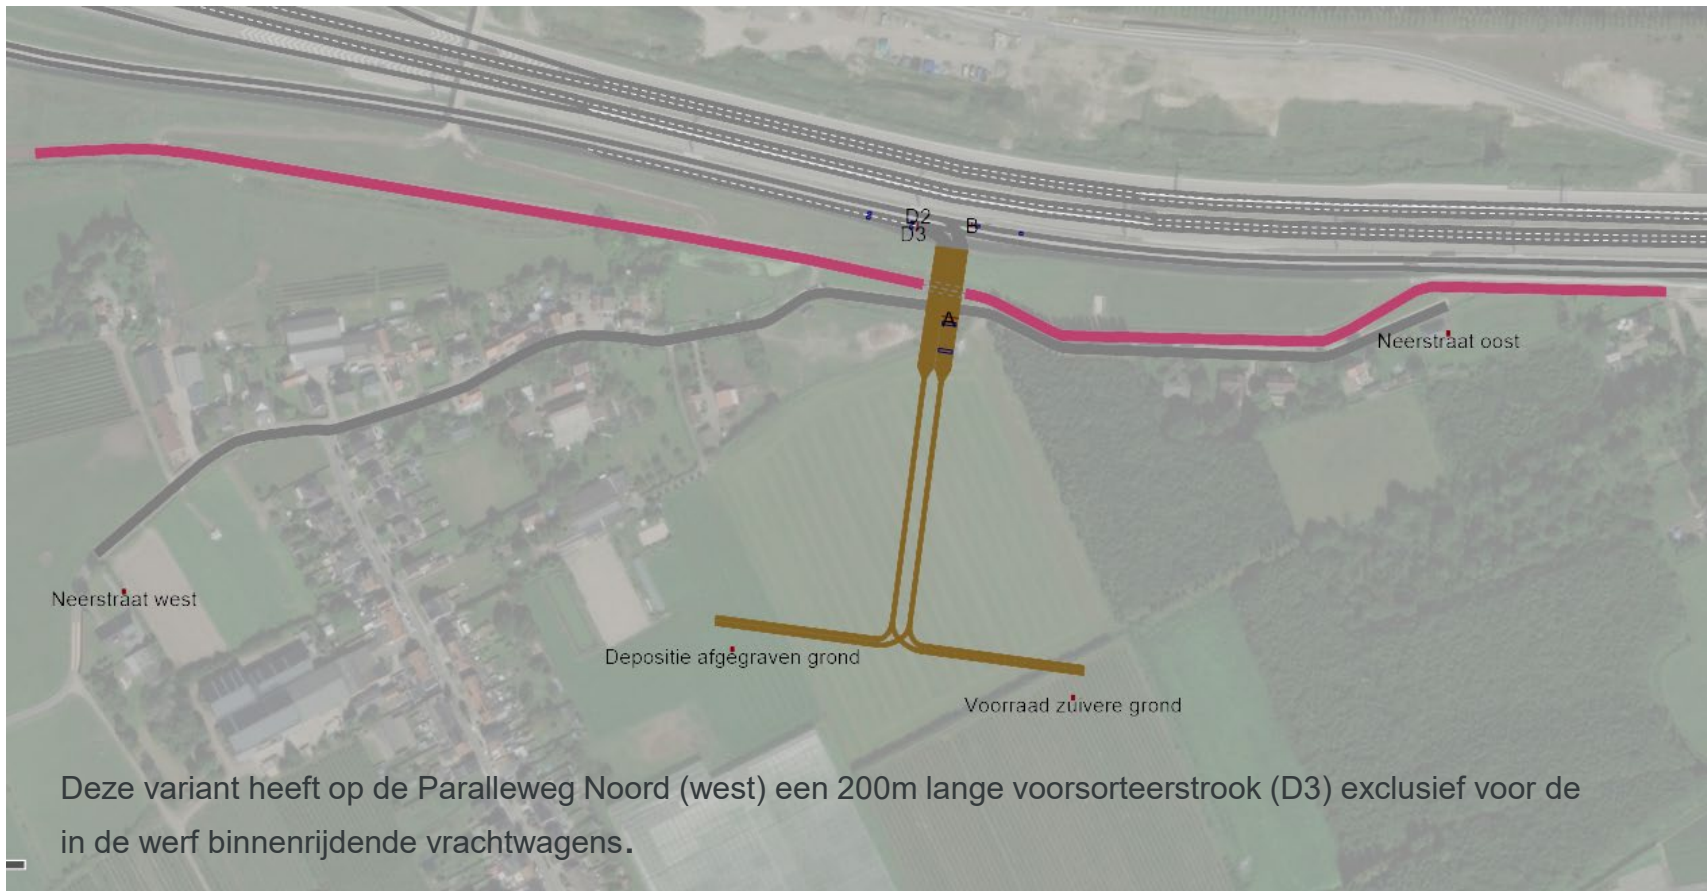 D2
B
D3
A
Neerstraat oost
Neerstraat west
Depositie afgegraven grond
Voorraad zuivere grond
Deze variant heeft op de Paralleweg Noord (west) een 200m lange voorsorteerstrook (D3) exclusief voor de
in de werf binnenrijdende vrachtwagens.